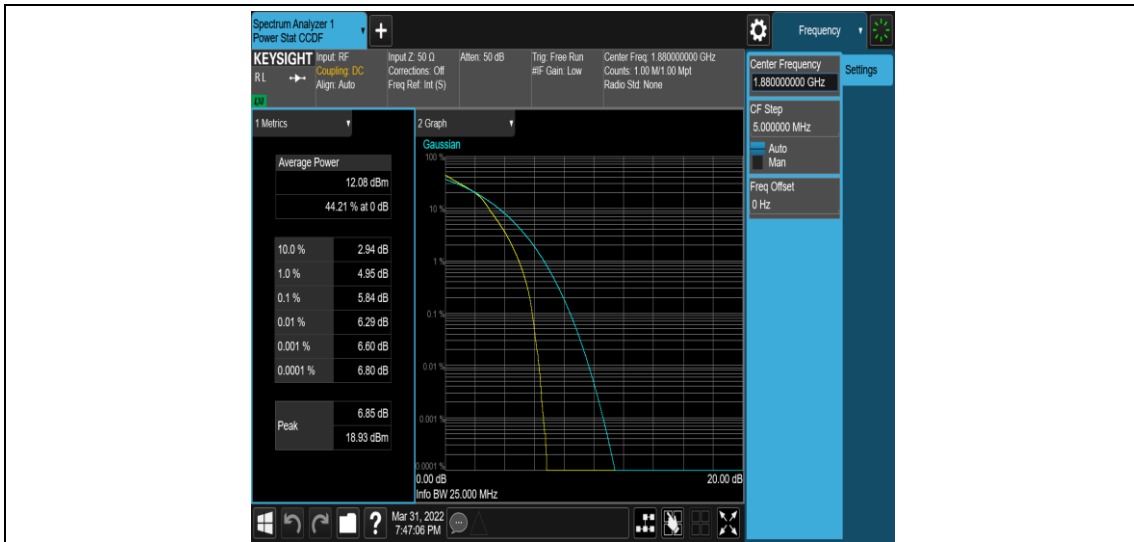 Spectrum Analyzer 1
Power Stat CCDF
+
Frequency
KEYSIGHT
RL
Input: RF
Coupling: DC
Align: Auto
Input Z: 50 Ω
Corrections: Off
Freq Ref: Int (S)
Atten: 50 dB
Trig: Free Run
#IF Gain: Low
Center Freq: 1.880000000 GHz
Counts: 1.00 M/1.00 Mpt
Radio Std: None
Center Frequency
1.880000000 GHz
Settings
CF Step
5.000000 MHz
Auto
Man
Freq Offset
0 Hz
1 Metrics
Average Power
12.08 dBm
44.21 % at 0 dB
10.0 % 2.94 dB
1.0 % 4.95 dB
0.1 % 5.84 dB
0.01 % 6.29 dB
0.001 % 6.60 dB
0.0001 % 6.80 dB
Peak
6.85 dB
18.93 dBm
2 Graph
Gaussian
100 %
10 %
1 %
0.1 %
0.01 %
0.001 %
0.0001 %
0.00 dB 20.00 dB
Info BW 25.000 MHz
?
Mar 31, 2022
7:47:06 PM